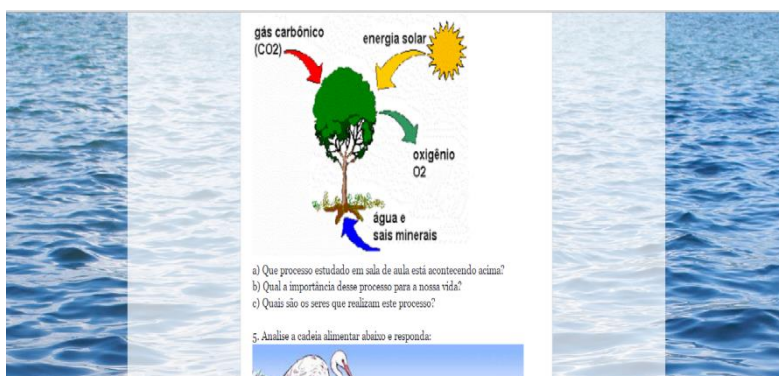 gás carbônico
(CO2)
energia solar
oxigênio
O2
água e
sais minerais
a) Que processo estudado em sala de aula está acontecendo acima?
b) Qual a importância desse processo para a nossa vida?
c) Quais são os seres que realizam este processo?
5. Analise a cadeia alimentar abaixo e responda: